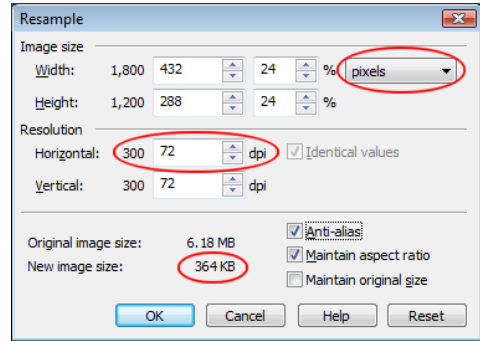 Resample
Image size
Width: 1,800 432 24 % pixels
Height: 1,200 288 24 %
Resolution
Horizontal: 300 72 dpi Identical values
Vertical: 300 72 dpi
Anti-alias
Original image size: 6.18 MB
Maintain aspect ratio
New image size: 364 KB
Maintain original size
OK Cancel Help Reset